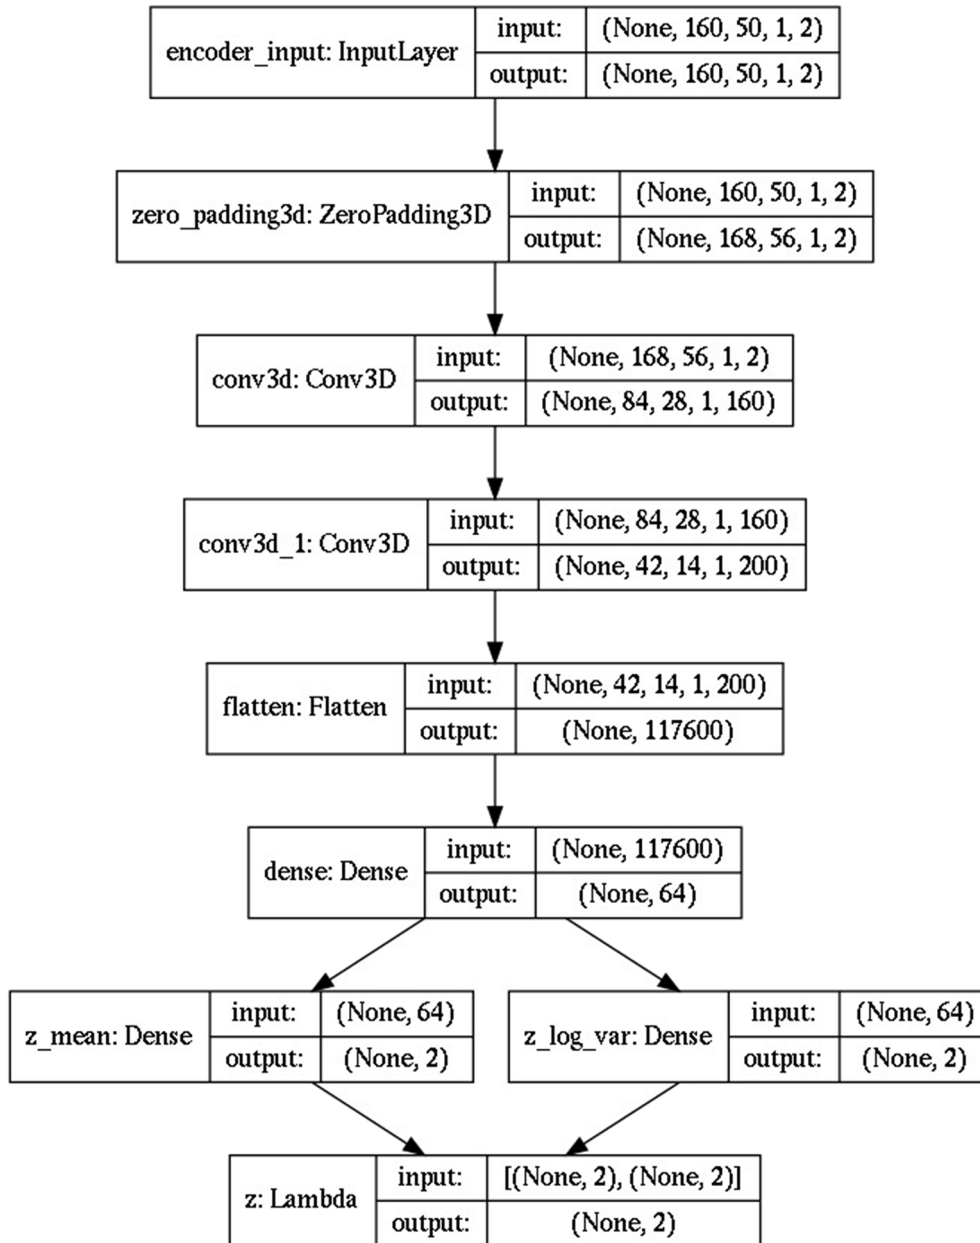 encoder_input: InputLayer
input: (None, 160, 50, 1, 2)
output: (None, 160, 50, 1, 2)
zero_padding3d: ZeroPadding3D
input: (None, 160, 50, 1, 2)
output: (None, 168, 56, 1, 2)
conv3d: Conv3D
input: (None, 168, 56, 1, 2)
output: (None, 84, 28, 1, 160)
conv3d_1: Conv3D
input: (None, 84, 28, 1, 160)
output: (None, 42, 14, 1, 200)
flatten: Flatten
input: (None, 42, 14, 1, 200)
output: (None, 117600)
dense: Dense
input: (None, 117600)
output: (None, 64)
z_mean: Dense
input: (None, 64)
output: (None, 2)
z_log_var: Dense
input: (None, 64)
output: (None, 2)
z: Lambda
input: [(None, 2), (None, 2)]
output: (None, 2)